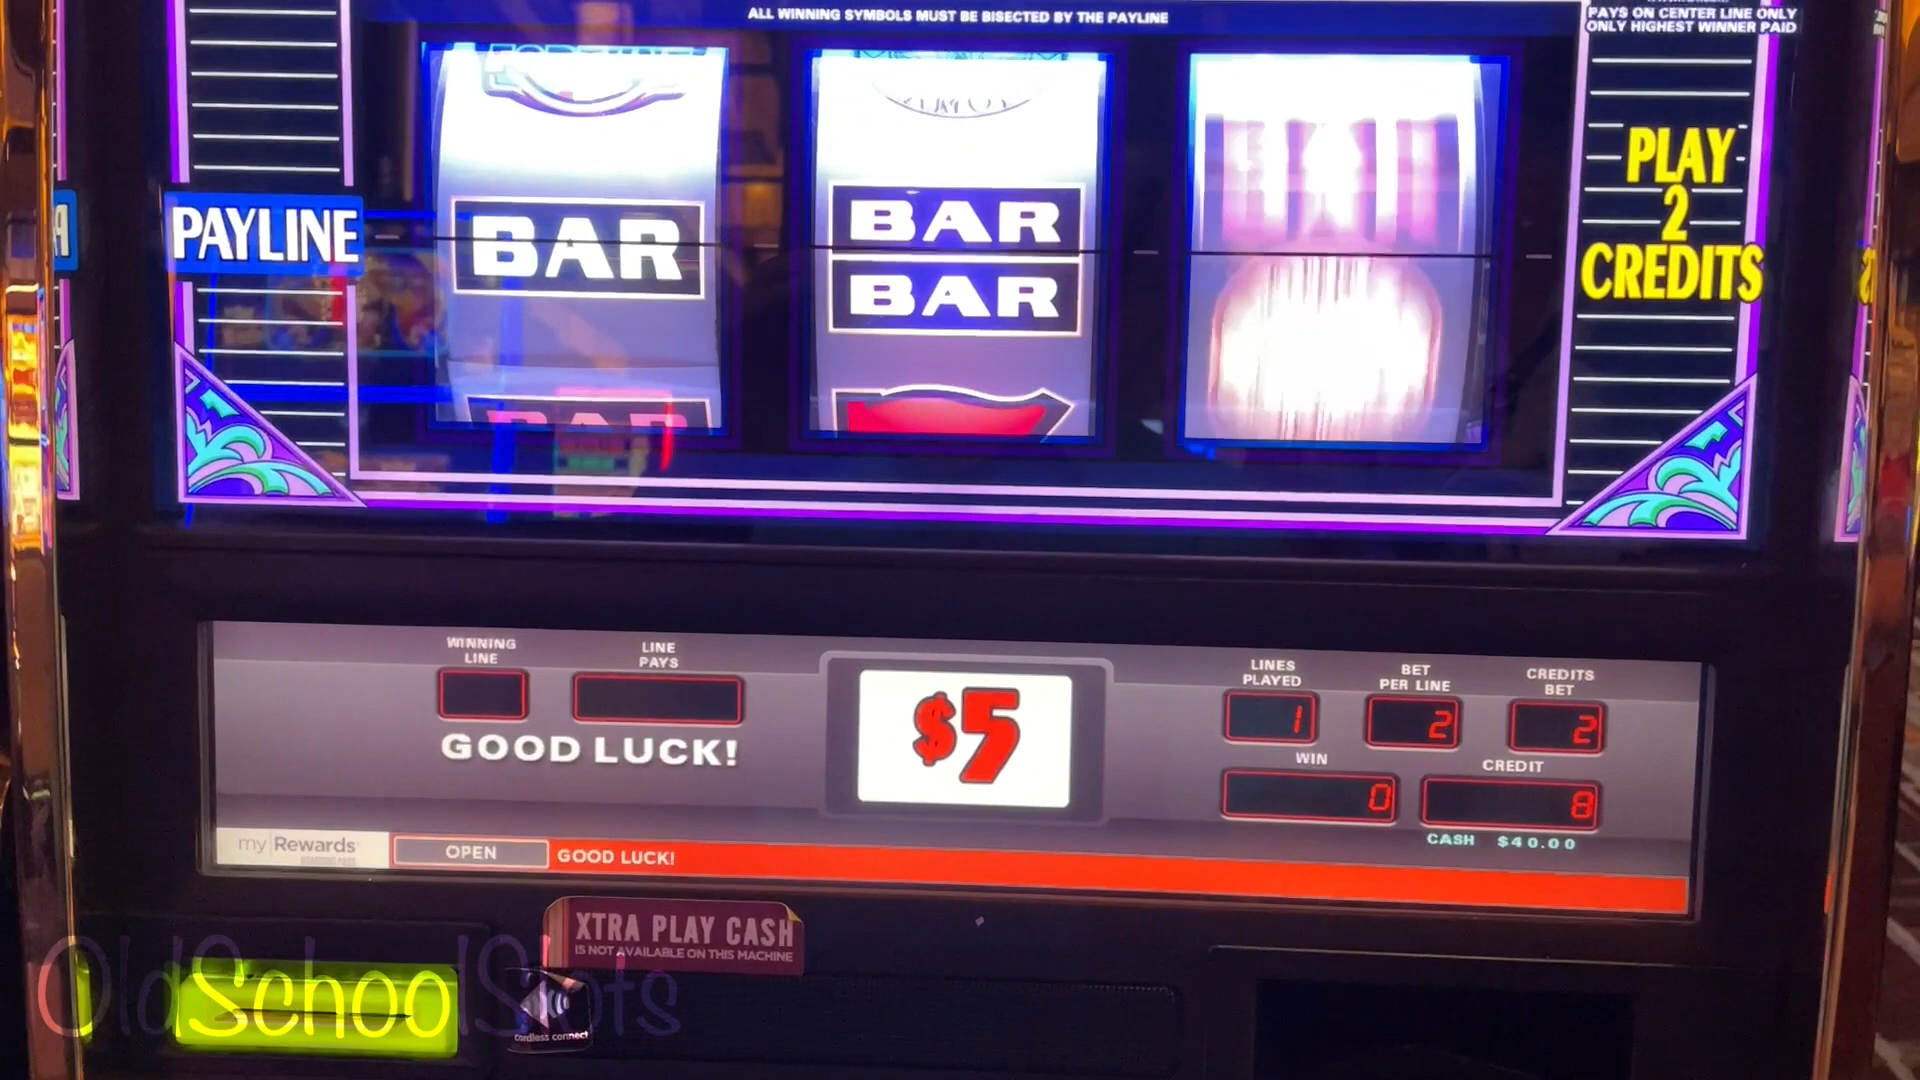 ALL WINNING SYMBOLS MUST BE BISECTED BY THE PAYLINE
PAYS ON CENTER LINE ONLY
ONLY HIGHEST WINNER PAID
PAYLINE
BAR
BAR
BAR
BAR
PLAY
2
CREDITS
WINNING
LINE
LINE
PAYS
GOOD LUCK!
$5
LINES
PLAYED
1
BET
PER LINE
2
CREDITS
BET
2
WIN
0
CREDIT
8
CASH $40.00
my Rewards
OPEN
GOOD LUCK!
XTRA PLAY CASH
IS NOT AVAILABLE ON THIS MACHINE
OldSchoolSlots
cordless connect